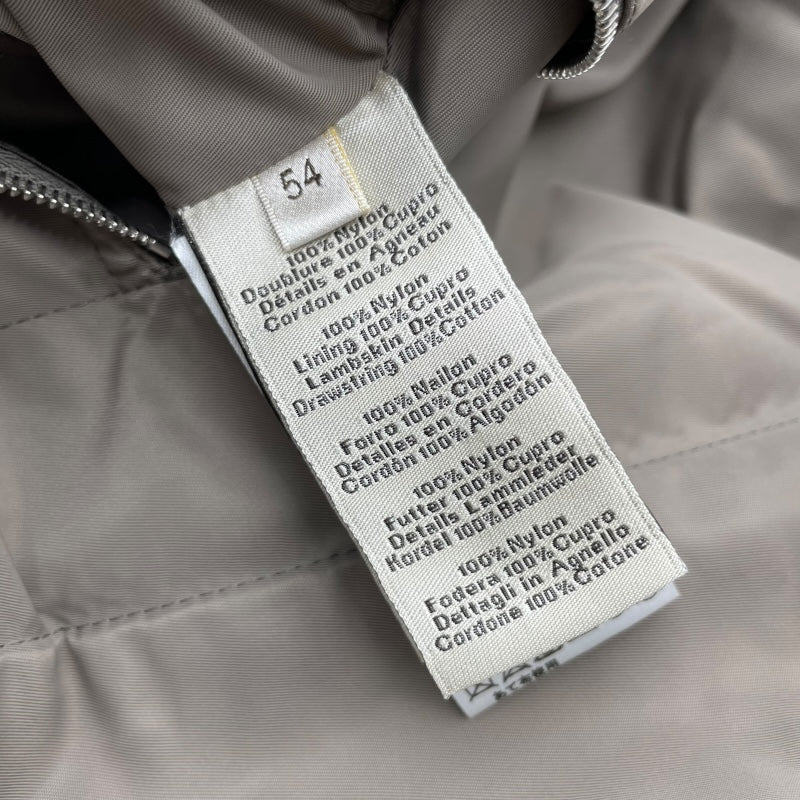 54
100% Nylon
Doublure 100% Cupro
Détails en Agneau
Cordon 100% Coton
100% Nylon
Lining 100% Cupro
Lambskin Details
Drawstring 100% Cotton
100% Nailon
Forro 100% Cupro
Detalles en Cordero
Cordón 100% Algodón
100% Nylon
Futter 100% Cupro
Details Lammleder
Kordel 100% Baumwolle
100% Nylon
Fodera 100% Cupro
Dettagli in Agnello
Cordone 100% Cotone